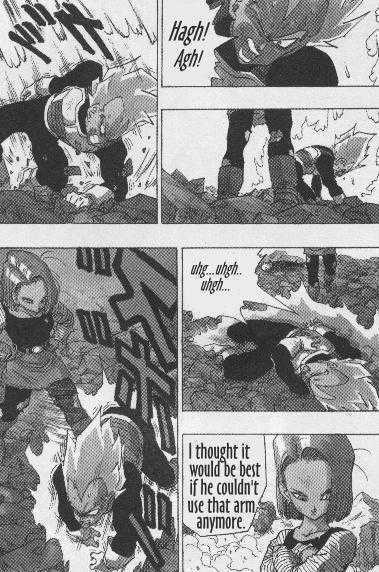 Hagh!
Agh!
uhg...uhgh..
uhgh...
I thought it
would be best
if he couldn't
use that arm
anymore.